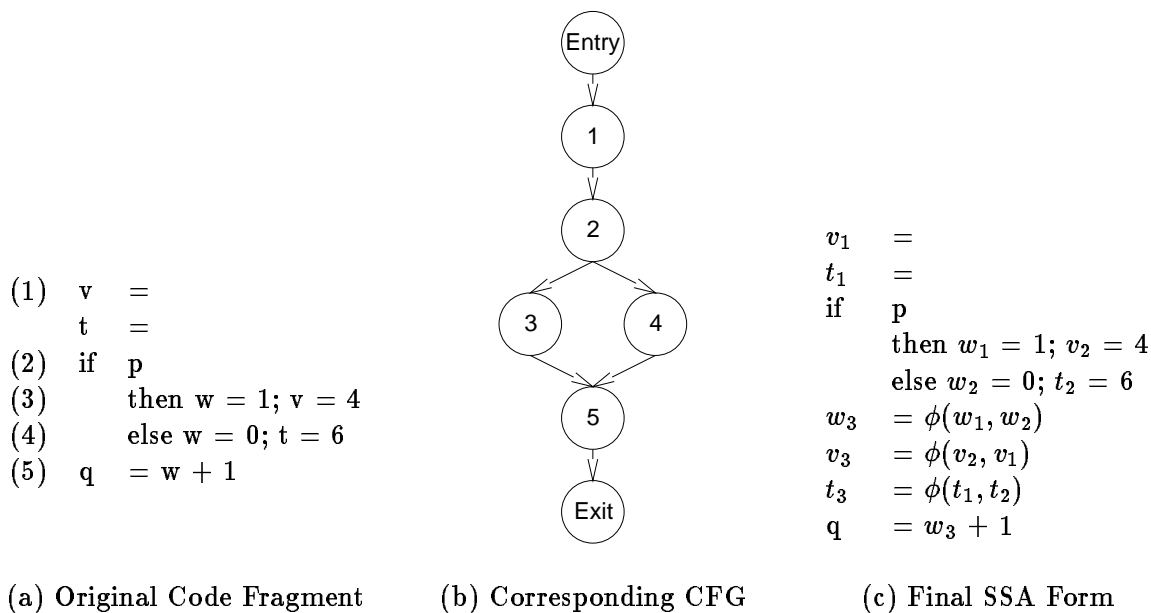 (1) v =
t =
(2) if p
(3) then w = 1; v = 4
(4) else w = 0; t = 6
(5) q = w + 1
(a) Original Code Fragment
Entry
1
2
3 4
5
Exit
(b) Corresponding CFG
v₁ =
t₁ =
if p
then w₁ = 1; v₂ = 4
else w₂ = 0; t₂ = 6
w₃ = ϕ(w₁, w₂)
v₃ = ϕ(v₂, v₁)
t₃ = ϕ(t₁, t₂)
q = w₃ + 1
(c) Final SSA Form